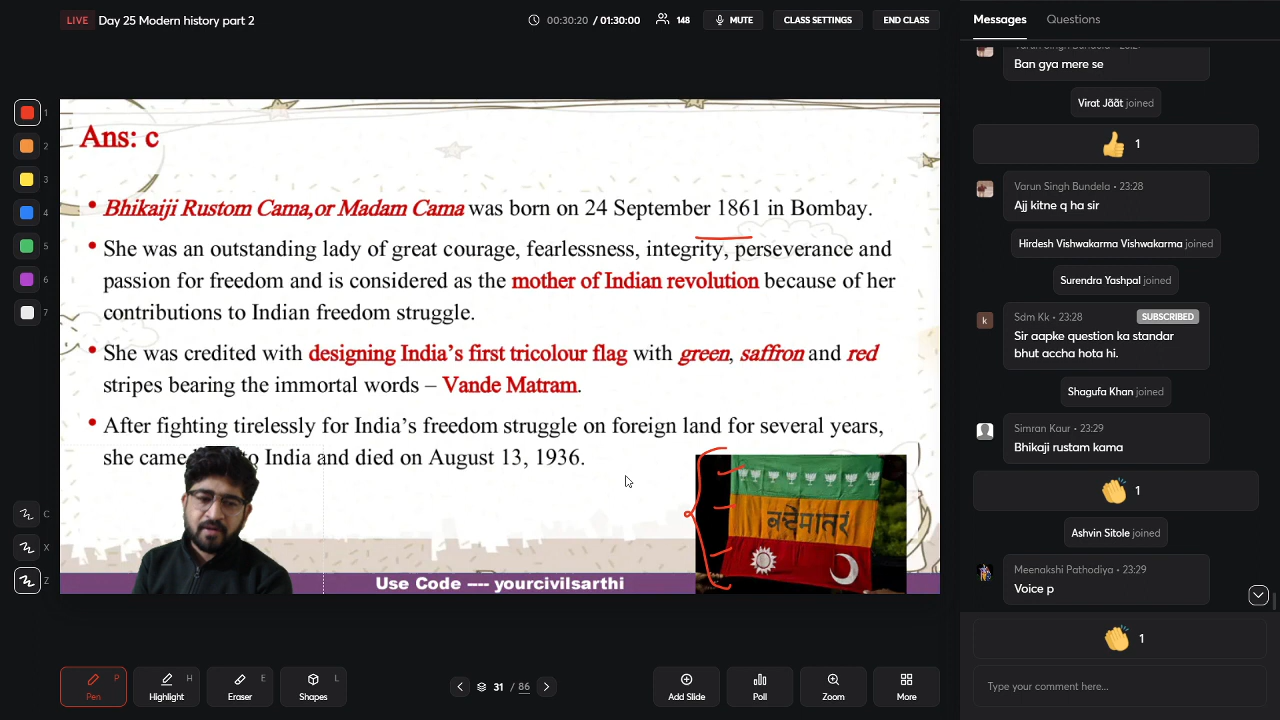 LIVE Day 25 Modern history part 2
00:30:20 / 01:30:00 148 MUTE CLASS SETTINGS END CLASS
Ans: c
• Bhikaiji Rustom Cama,or Madam Cama was born on 24 September 1861 in Bombay.
• She was an outstanding lady of great courage, fearlessness, integrity, perseverance and
passion for freedom and is considered as the mother of Indian revolution because of her
contributions to Indian freedom struggle.
• She was credited with designing India's first tricolour flag with green, saffron and red
stripes bearing the immortal words – Vande Matram.
• After fighting tirelessly for India's freedom struggle on foreign land for several years,
she came to India and died on August 13, 1936.
Use Code ---- yourcivilsarthi
1
2
3
4
5
6
7
C
X
Z
Pen P
Highlight H
Eraser E
Shapes L
31 / 86
Add Slide
Poll
Zoom
More
Messages Questions
Ban gya mere se
Virat Jäät joined
1
Varun Singh Bundela • 23:28
Ajj kitne q ha sir
Hirdesh Vishwakarma Vishwakarma joined
Surendra Yashpal joined
k Sdm Kk • 23:28 SUBSCRIBED
Sir aapke question ka standar
bhut accha hota hi.
Shagufa Khan joined
Simran Kaur • 23:29
Bhikaji rustam kama
1
Ashvin Sitole joined
Meenakshi Pathodiya • 23:29
Voice p
1
Type your comment here...